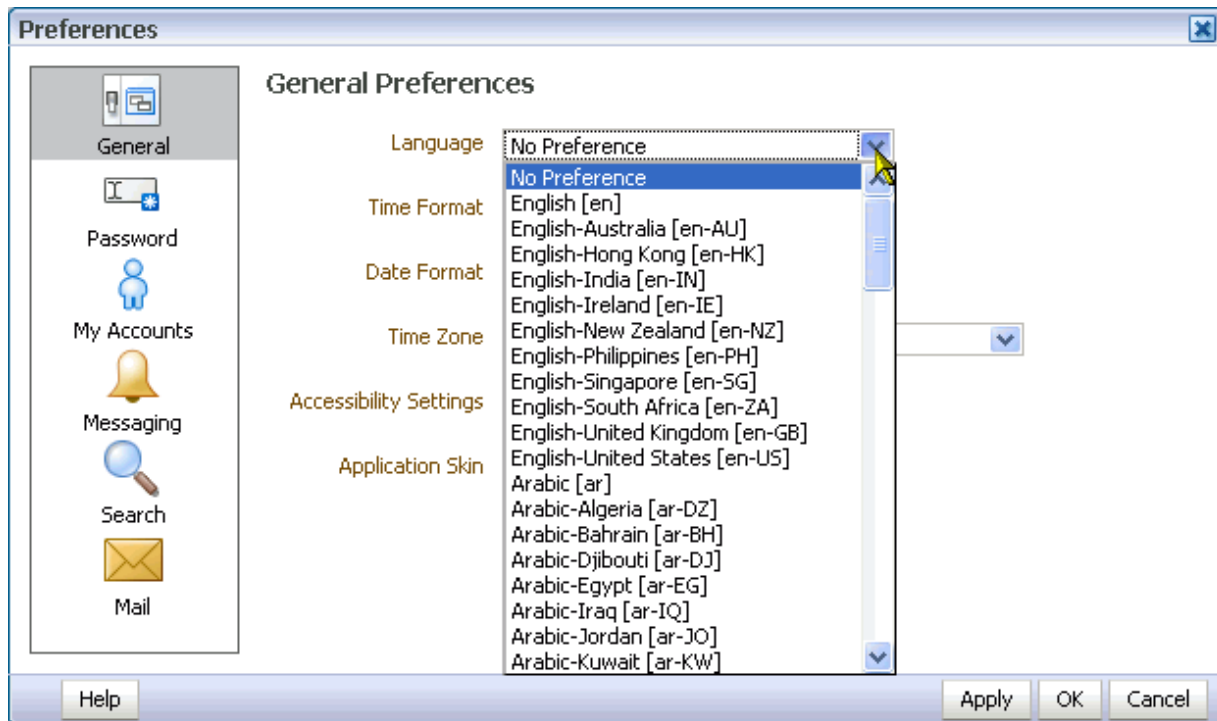 Preferences
General
Password
My Accounts
Messaging
Search
Mail
General Preferences
Language
No Preference
Time Format
Date Format
Time Zone
Accessibility Settings
Application Skin
No Preference
English [en]
English-Australia [en-AU]
English-Hong Kong [en-HK]
English-India [en-IN]
English-Ireland [en-IE]
English-New Zealand [en-NZ]
English-Philippines [en-PH]
English-Singapore [en-SG]
English-South Africa [en-ZA]
English-United Kingdom [en-GB]
English-United States [en-US]
Arabic [ar]
Arabic-Algeria [ar-DZ]
Arabic-Bahrain [ar-BH]
Arabic-Djibouti [ar-DJ]
Arabic-Egypt [ar-EG]
Arabic-Iraq [ar-IQ]
Arabic-Jordan [ar-JO]
Arabic-Kuwait [ar-KW]
Help
Apply
OK
Cancel